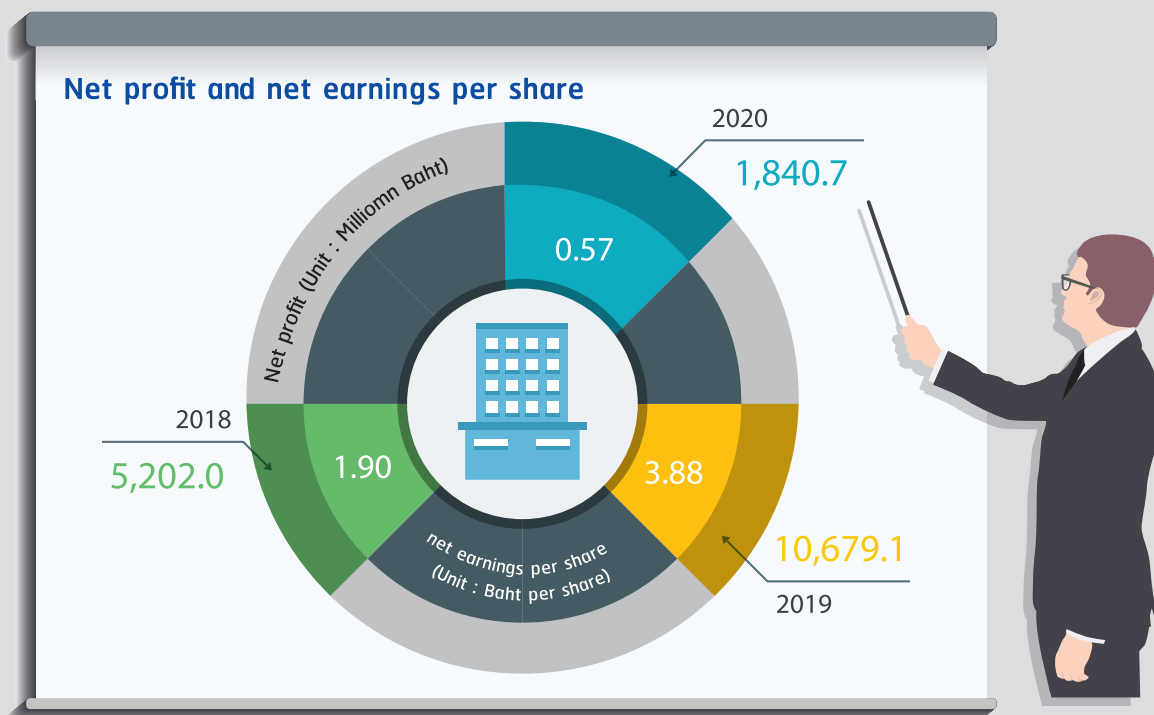 Net profit and net earnings per share
2020
1,840.7
Net profit (Unit : Milliomn Baht)
0.57
2018
5,202.0
1.90
3.88
10,679.1
2019
net earnings per share
(Unit : Baht per share)